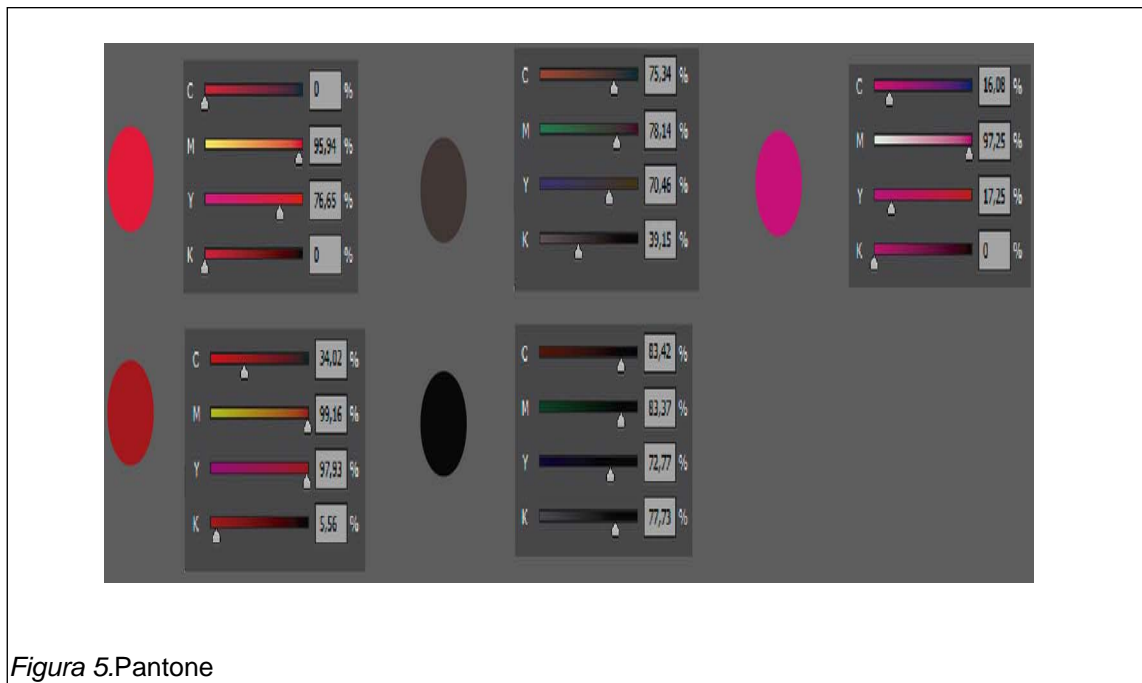 C 0 %
M 95,94 %
Y 76,65 %
K 0 %
C 75,34 %
M 78,14 %
Y 70,46 %
K 39,15 %
C 16,08 %
M 97,25 %
Y 17,25 %
K 0 %
C 34,02 %
M 99,16 %
Y 97,93 %
K 5,56 %
C 83,42 %
M 83,37 %
Y 72,77 %
K 77,73 %
Figura 5.Pantone